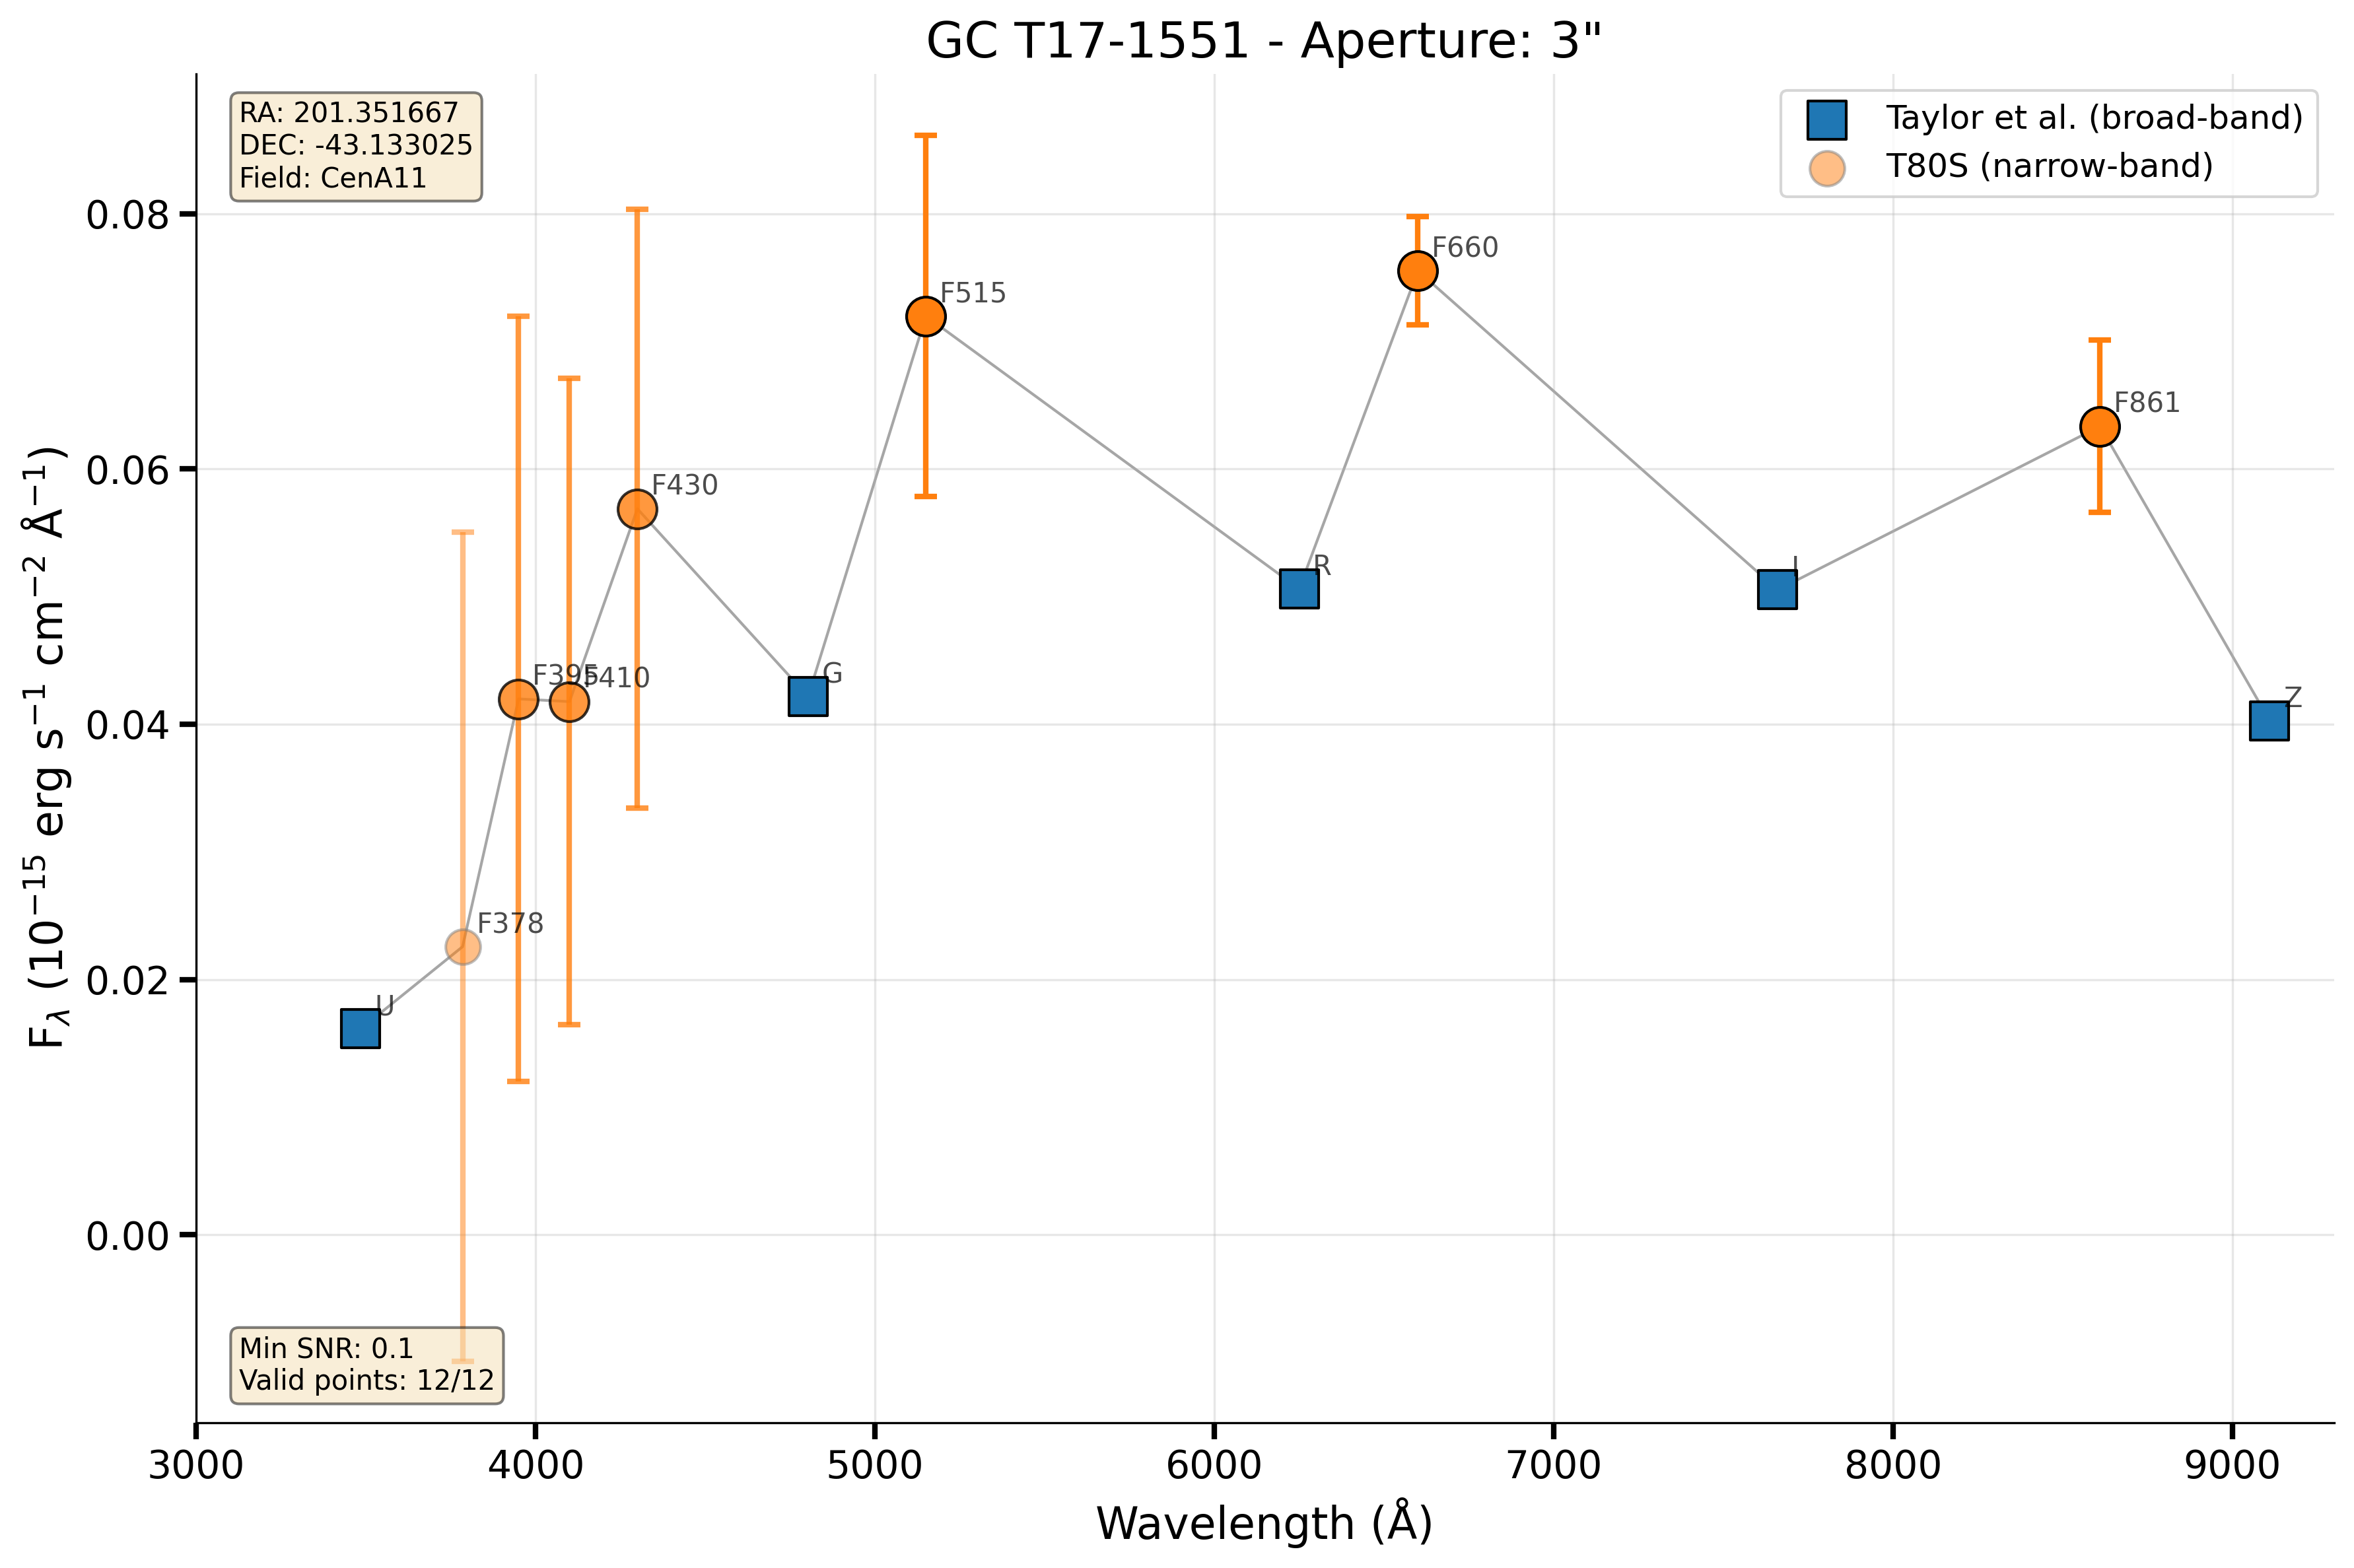 GC T17-1551 - Aperture: 3"
RA: 201.351667
DEC: -43.133025
Field: CenA11
Taylor et al. (broad-band)
T80S (narrow-band)
F660
F515
F861
F430
R
I
G
F395
F410
Z
F378
U
Min SNR: 0.1
Valid points: 12/12
0.08
0.06
0.04
0.02
0.00
F$_{λ}$ (10$^{−15}$ erg s$^{−1}$ cm$^{−2}$ Å$^{−1}$)
3000 4000 5000 6000 7000 8000 9000
Wavelength (Å)